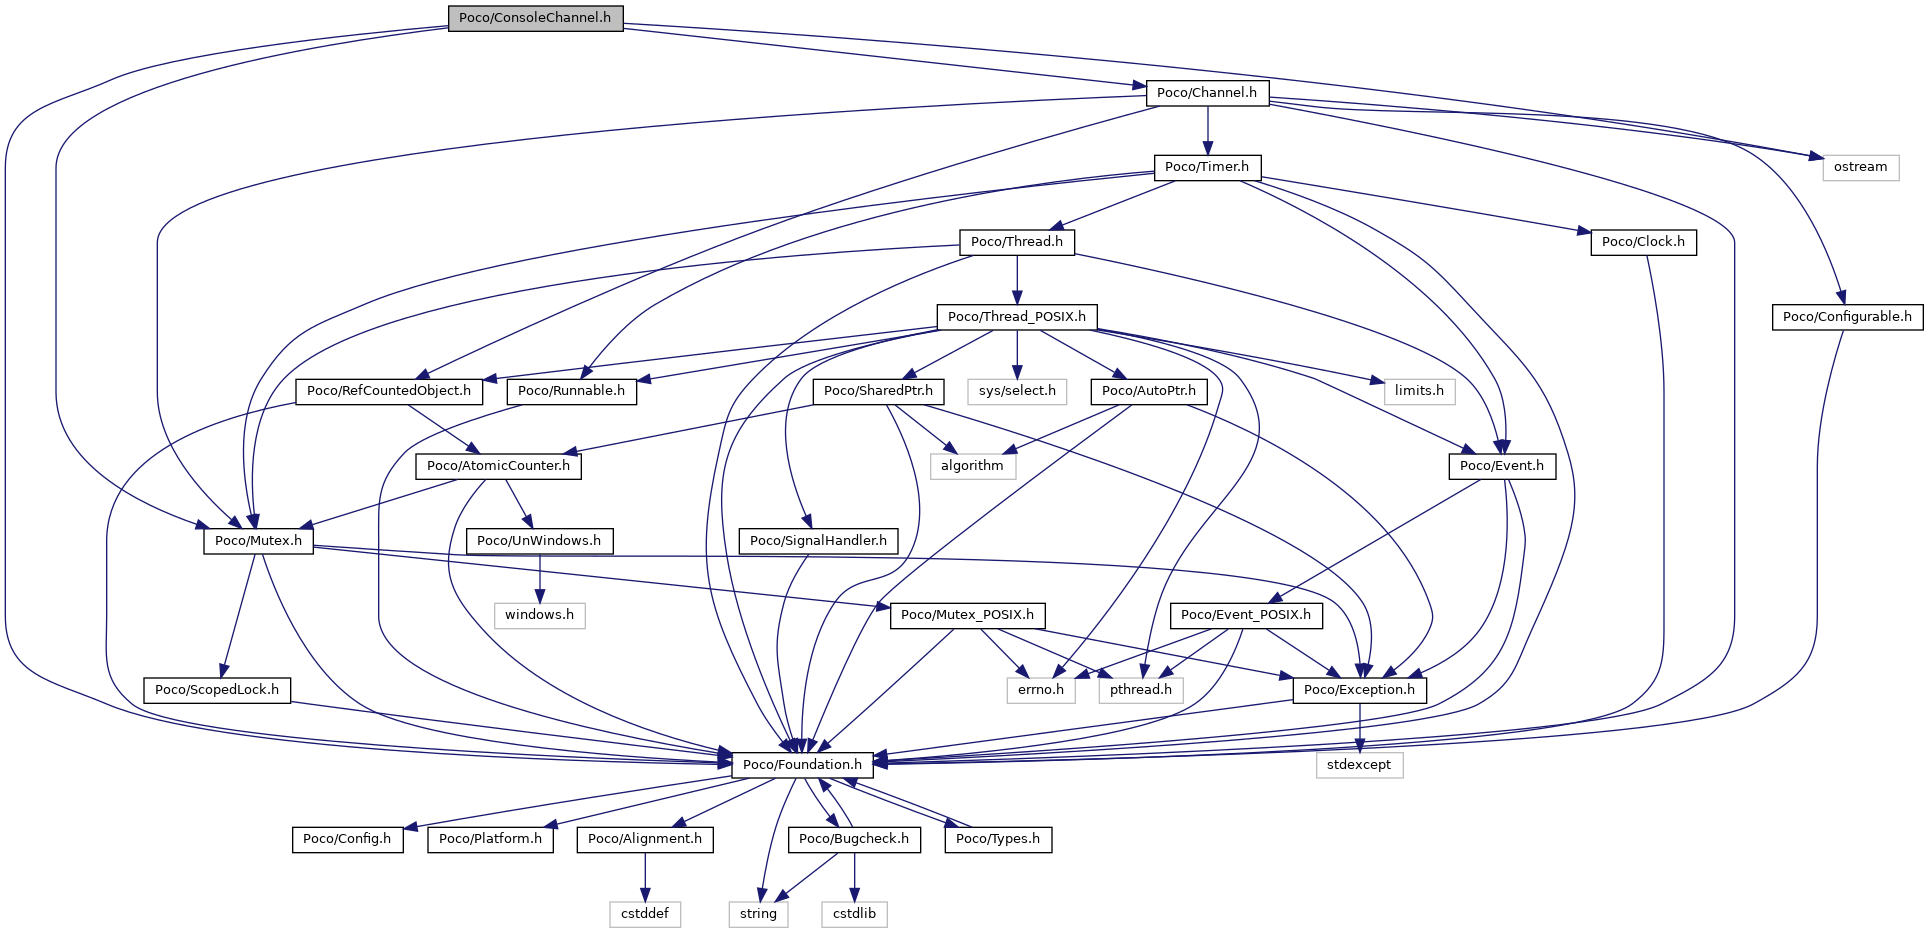 Poco/ConsoleChannel.h
Poco/Channel.h
Poco/Timer.h
ostream
Poco/Thread.h
Poco/Clock.h
Poco/Thread_POSIX.h
Poco/Configurable.h
Poco/RefCountedObject.h
Poco/Runnable.h
Poco/SharedPtr.h
sys/select.h
Poco/AutoPtr.h
limits.h
Poco/AtomicCounter.h
algorithm
Poco/Event.h
Poco/Mutex.h
Poco/UnWindows.h
Poco/SignalHandler.h
windows.h
Poco/Mutex_POSIX.h
Poco/Event_POSIX.h
Poco/ScopedLock.h
errno.h
pthread.h
Poco/Exception.h
Poco/Foundation.h
stdexcept
Poco/Config.h
Poco/Platform.h
Poco/Alignment.h
Poco/Bugcheck.h
Poco/Types.h
cstddef
string
cstdlib